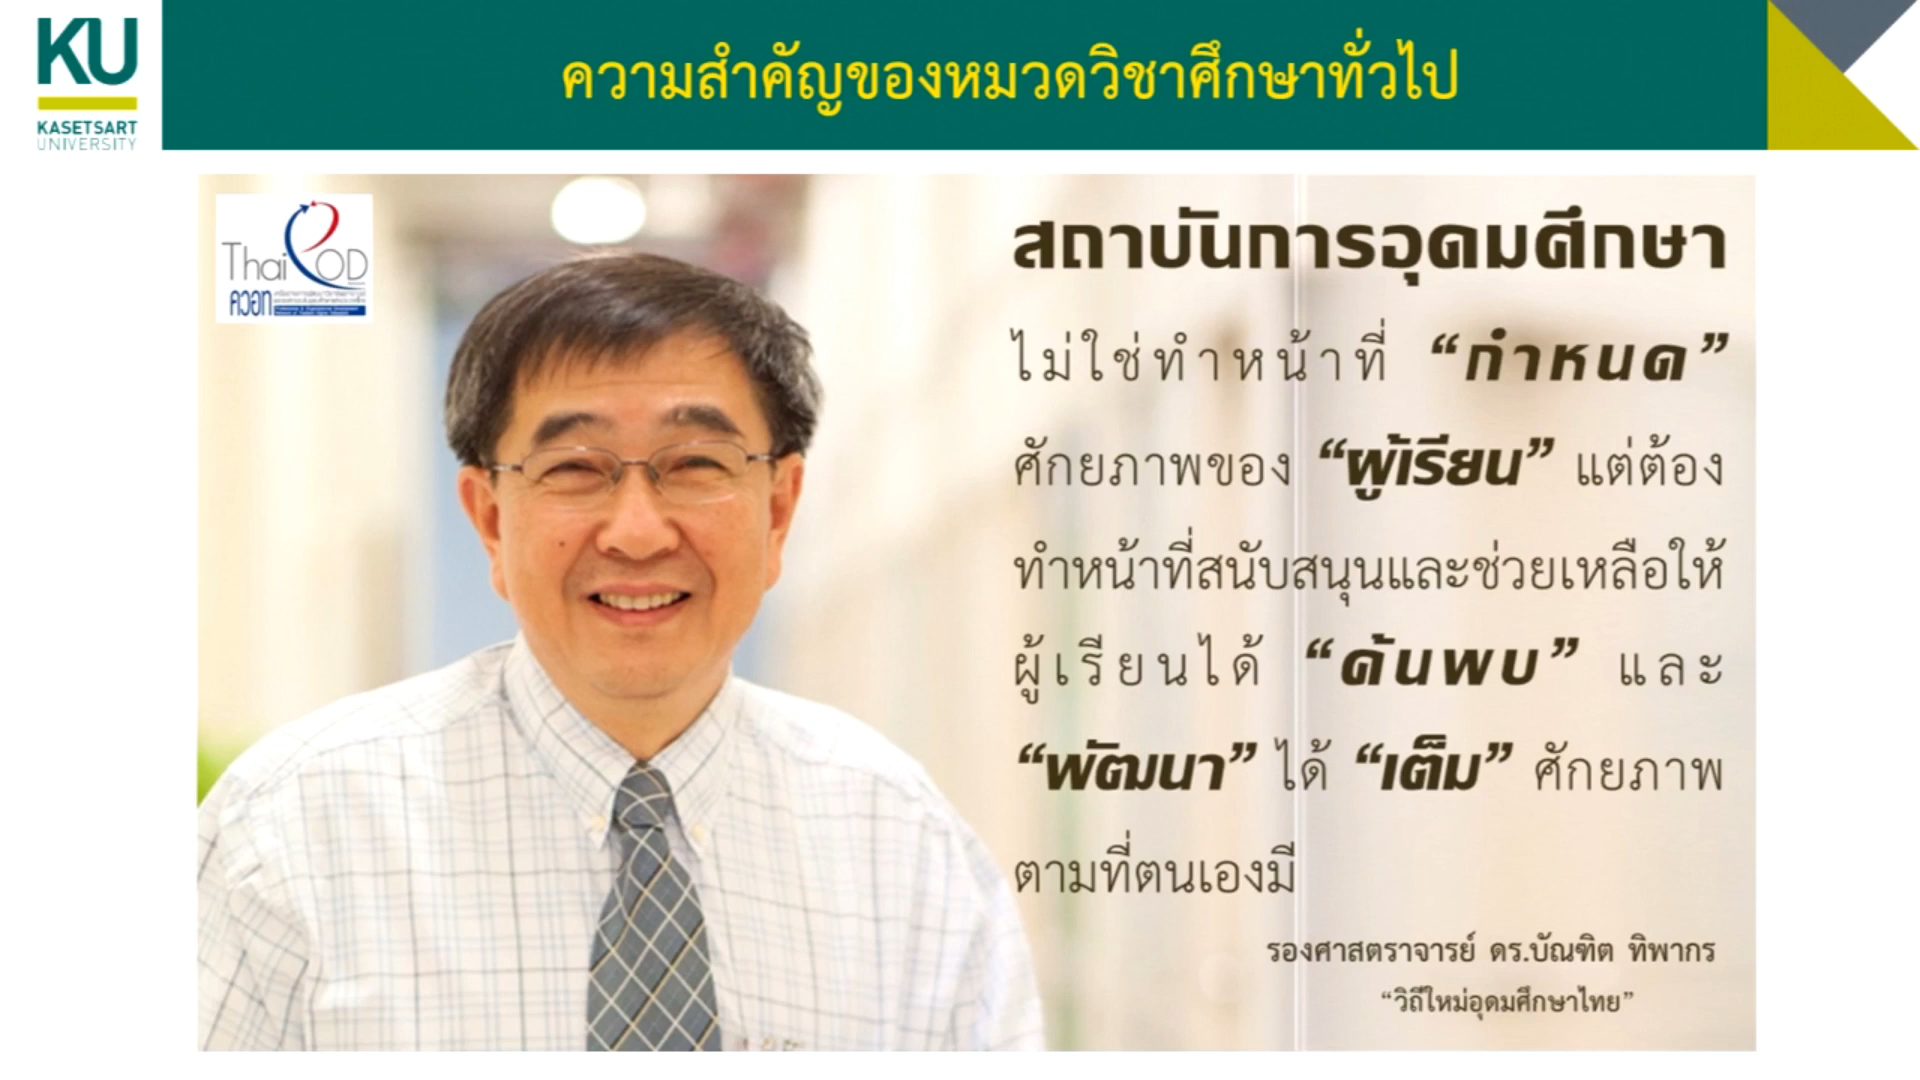 KU
KASETSART
UNIVERSITY
ความสำคัญของหมวดวิชาศึกษาทั่วไป
ThaiPOD
ควอท
สถาบันการอุดมศึกษา
ไม่ใช่ทำหน้าที่ “กำหนด”
ศักยภาพของ “ผู้เรียน” แต่ต้อง
ทำหน้าที่สนับสนุนและช่วยเหลือให้
ผู้เรียนได้ “ค้นพบ” และ
“พัฒนา” ได้ “เต็ม” ศักยภาพ
ตามที่ตนเองมี
รองศาสตราจารย์ ดร.บัณฑิต ทิพากร
“วิถีใหม่อุดมศึกษาไทย”